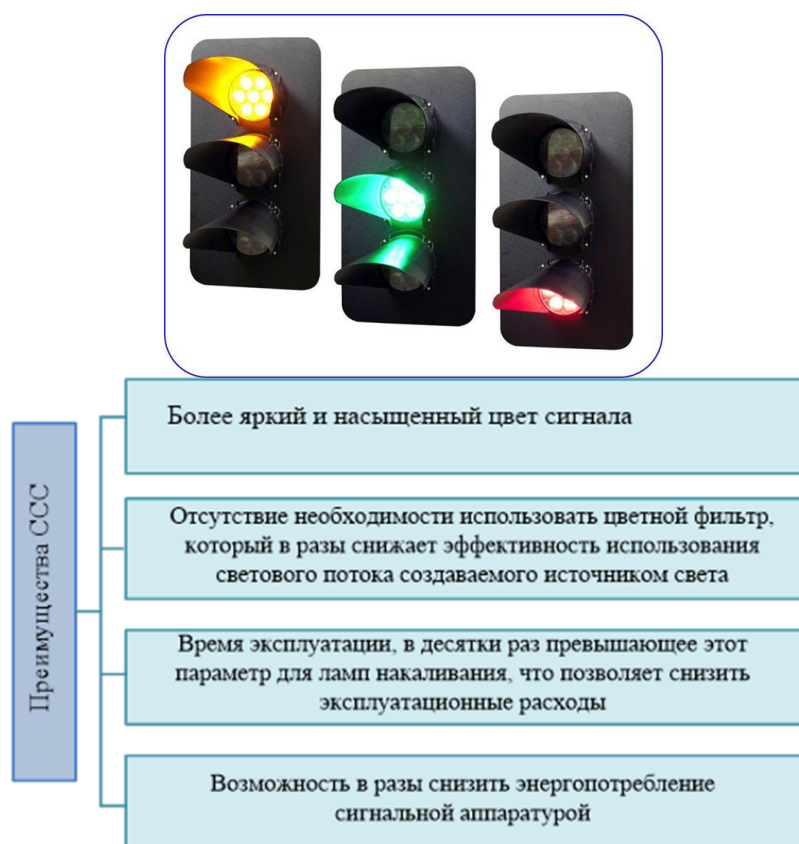 Преимущества ССС
Более яркий и насыщенный цвет сигнала
Отсутствие необходимости использовать цветной фильтр,
который в разы снижает эффективность использования
светового потока создаваемого источником света
Время эксплуатации, в десятки раз превышающее этот
параметр для ламп накаливания, что позволяет снизить
эксплуатационные расходы
Возможность в разы снизить энергопотребление
сигнальной аппаратурой